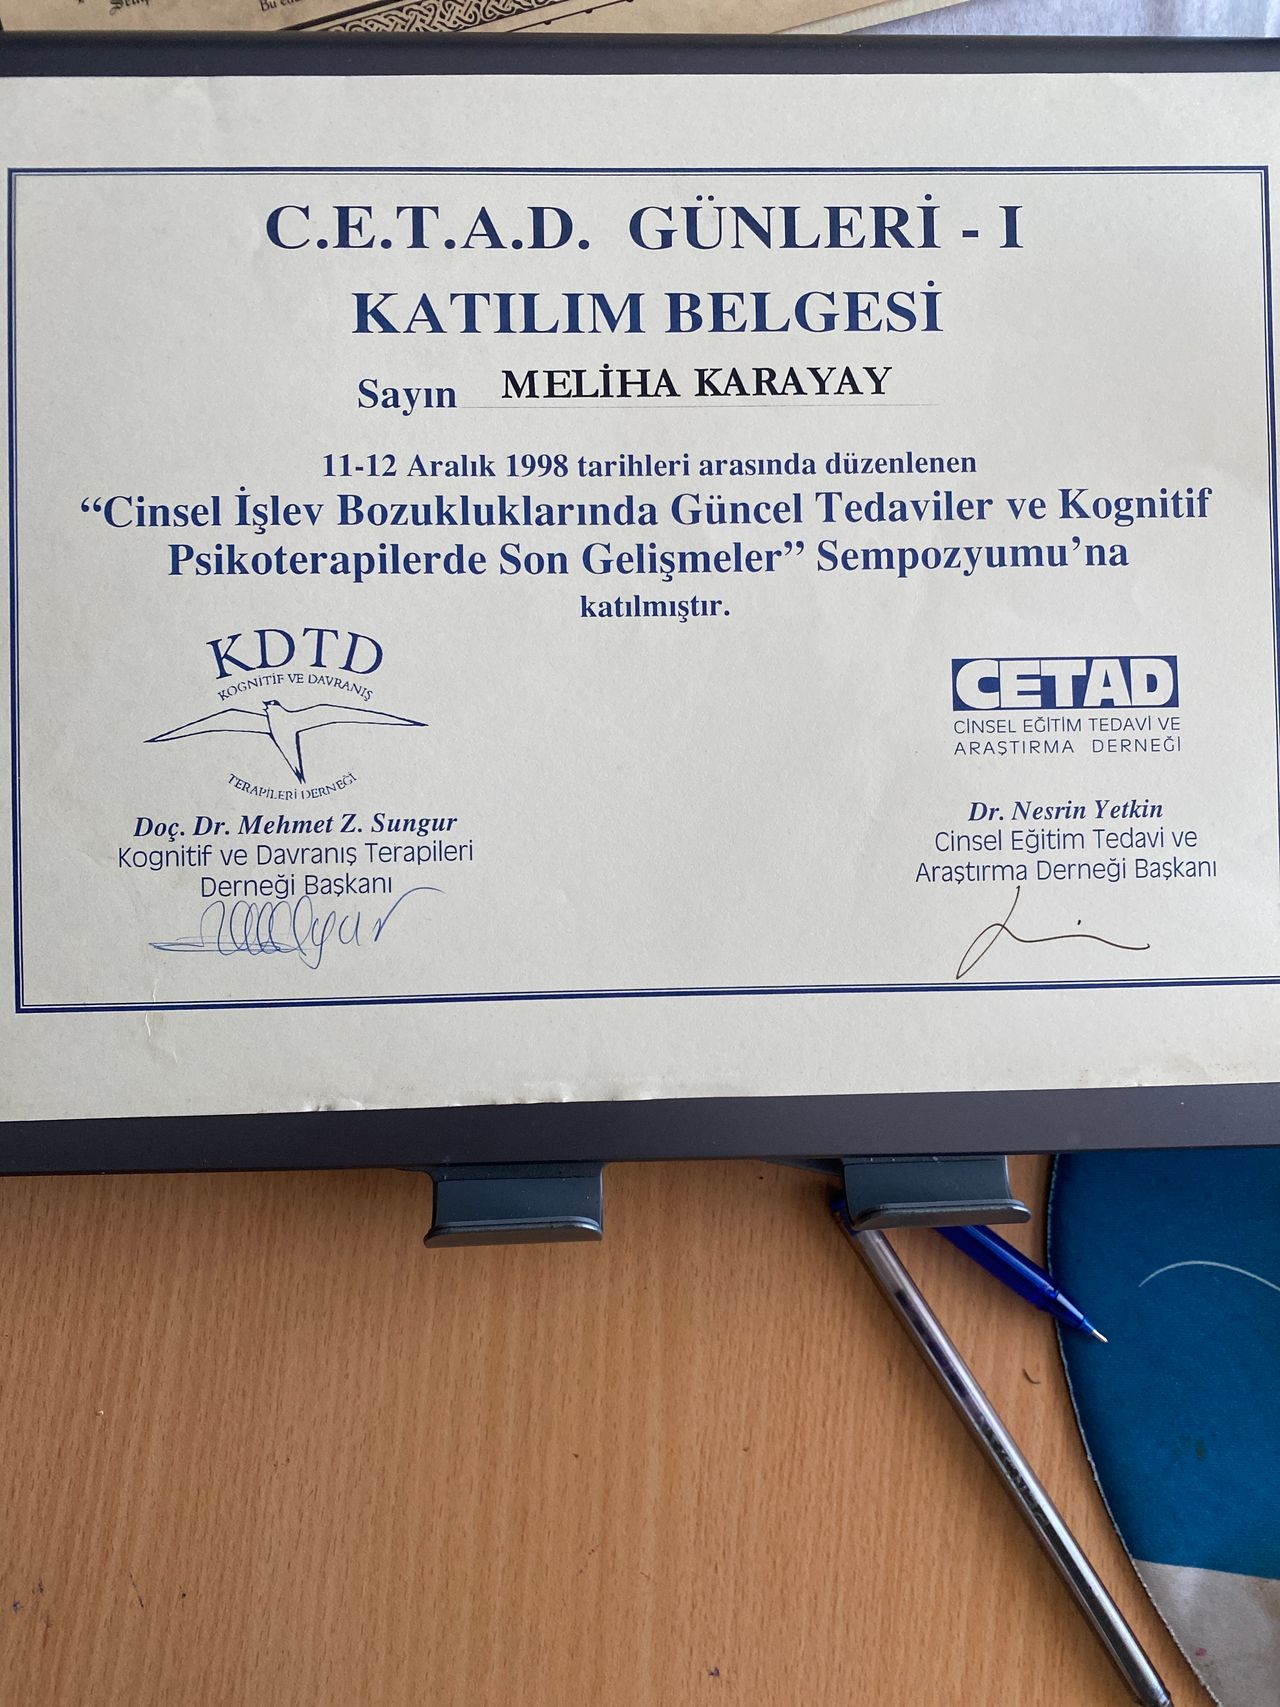 Bu
C.E.T.A.D. GÜNLERİ - I
KATILIM BELGESİ
Sayın MELİHA KARAYAY
11-12 Aralık 1998 tarihleri arasında düzenlenen
“Cinsel İşlev Bozukluklarında Güncel Tedaviler ve Kognitif
Psikoterapilerde Son Gelişmeler” Sempozyumu’na
katılmıştır.
KDTD
KOGNİTİF VE DAVRANIŞ
TERAPİLERİ DERNEĞİ
Doç. Dr. Mehmet Z. Sungur
Kognitif ve Davranış Terapileri
Derneği Başkanı
CETAD
CİNSEL EĞİTİM TEDAVİ VE
ARAŞTIRMA DERNEĞİ
Dr. Nesrin Yetkin
Cinsel Eğitim Tedavi ve
Araştırma Derneği Başkanı